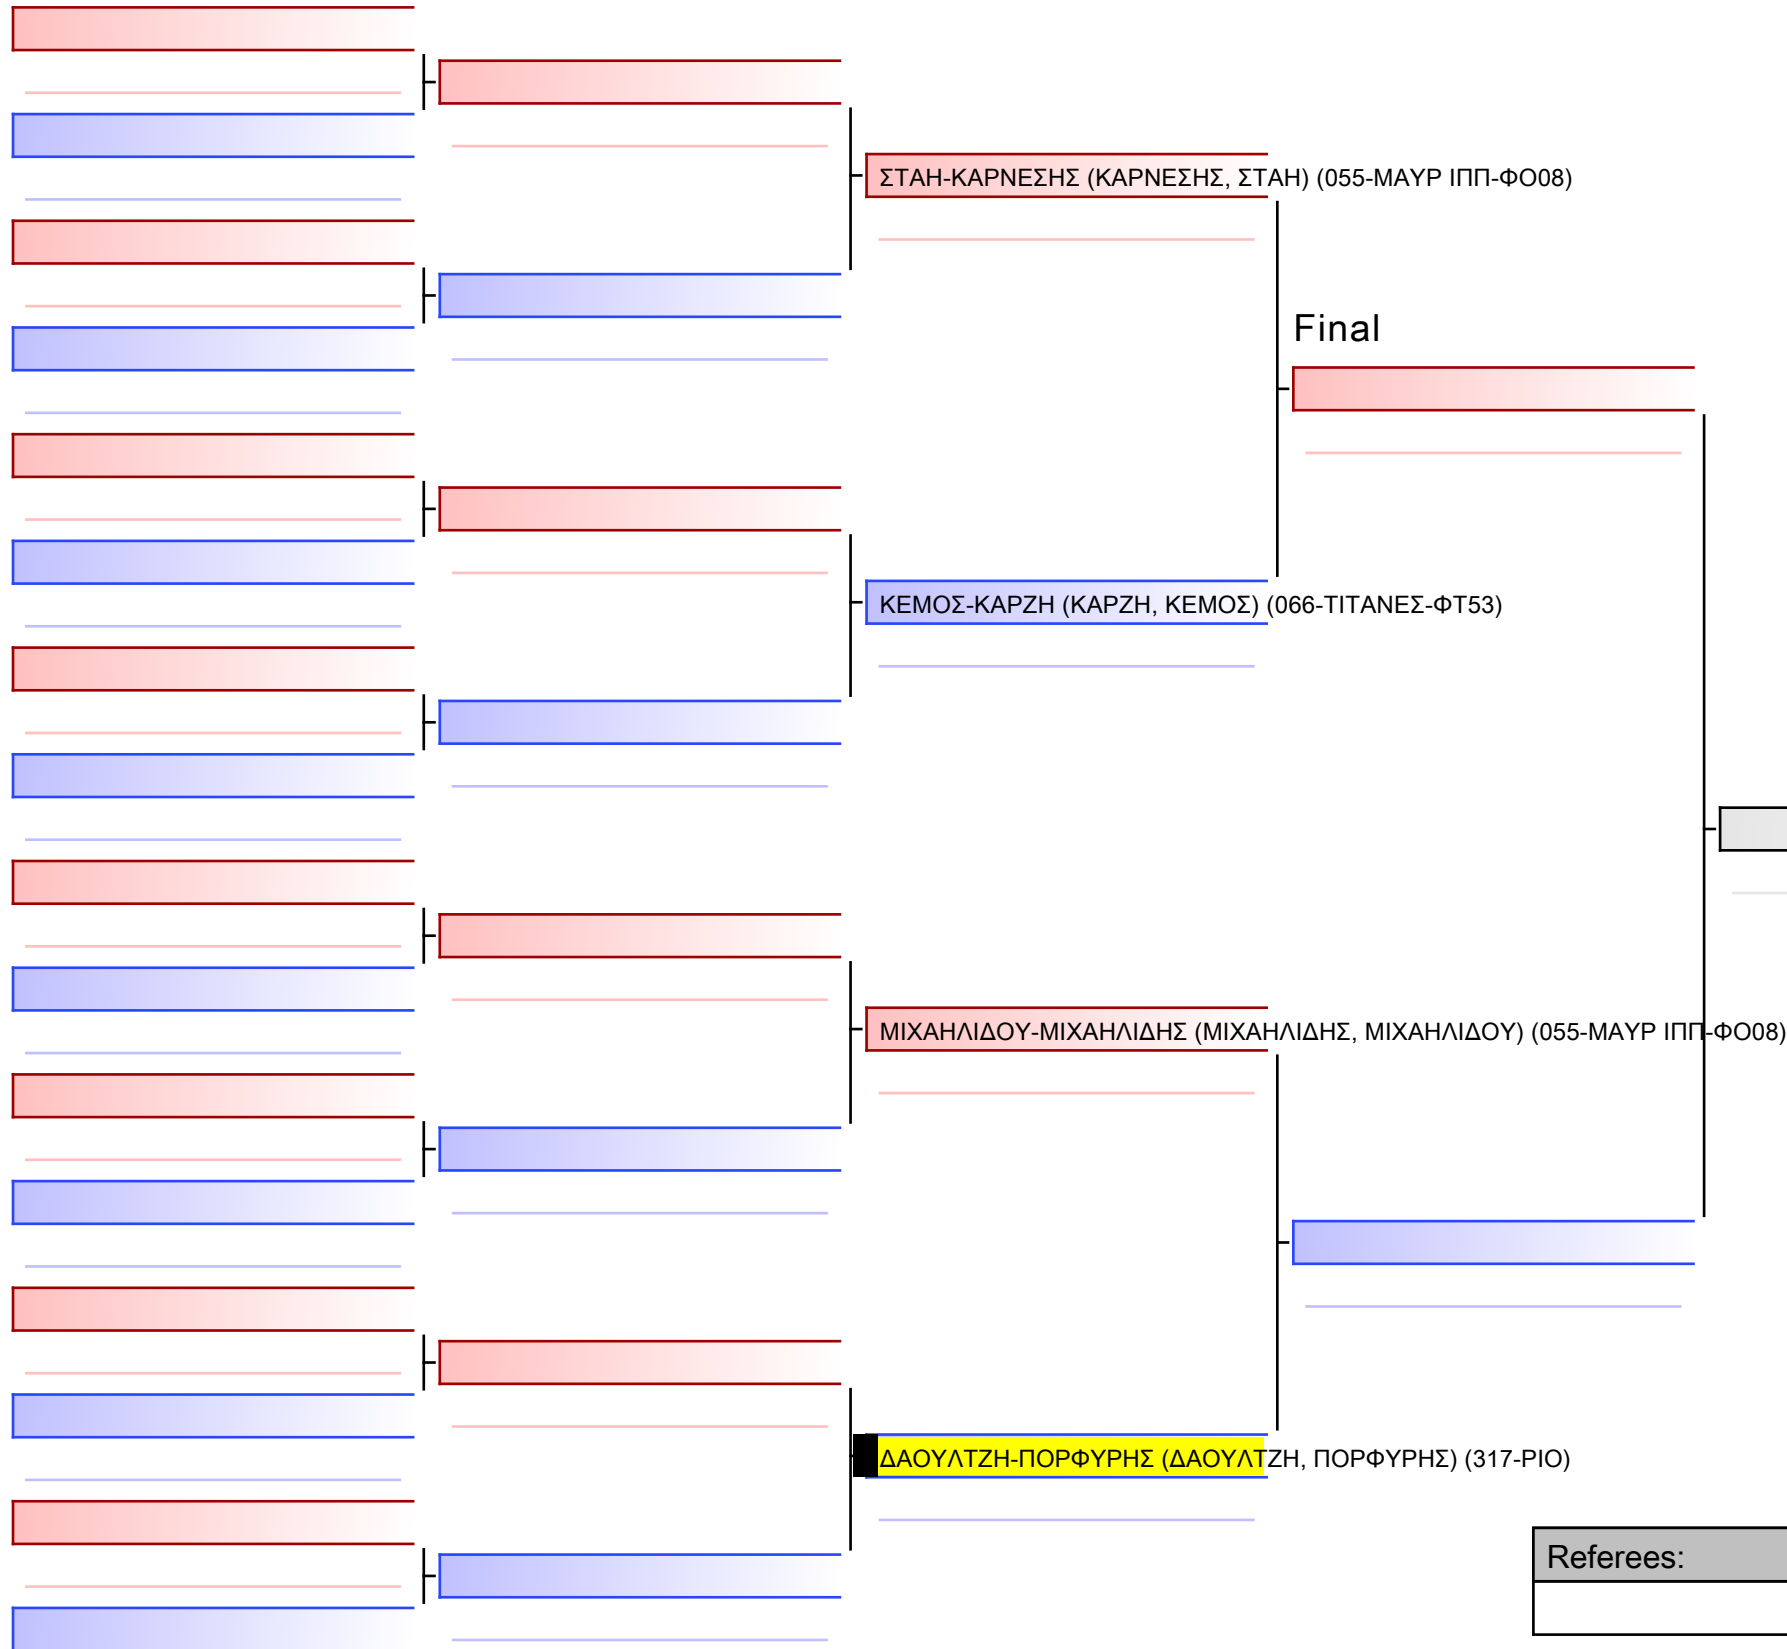 ΣΤΑΗ-ΚΑΡΝΕΣΗΣ (ΚΑΡΝΕΣΗΣ, ΣΤΑΗ) (055-ΜΑΥΡ ΙΠΠ-ΦΟ08)
Final
ΚΕΜΟΣ-ΚΑΡΖΗ (ΚΑΡΖΗ, ΚΕΜΟΣ) (066-ΤΙΤΑΝΕΣ-ΦΤ53)
ΜΙΧΑΗΛΙΔΟΥ-ΜΙΧΑΗΛΙΔΗΣ (ΜΙΧΑΗΛΙΔΗΣ, ΜΙΧΑΗΛΙΔΟΥ) (055-ΜΑΥΡ ΙΠΠ-ΦΟ08)
ΔΑΟΥΛΤΖΗ-ΠΟΡΦΥΡΗΣ (ΔΑΟΥΛΤΖΗ, ΠΟΡΦΥΡΗΣ) (317-ΡΙΟ)
Referees: